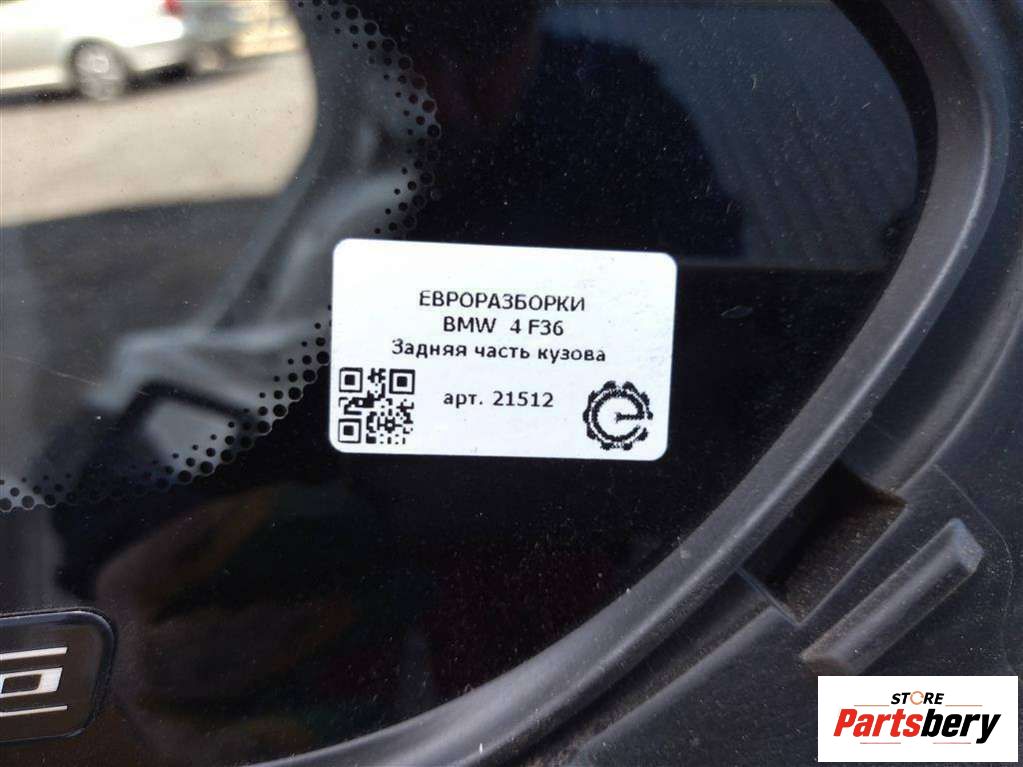 ЕВРОРАЗБОРКИ
BMW 4 F36
Задняя часть кузова
арт. 21512
STORE
Partsbery